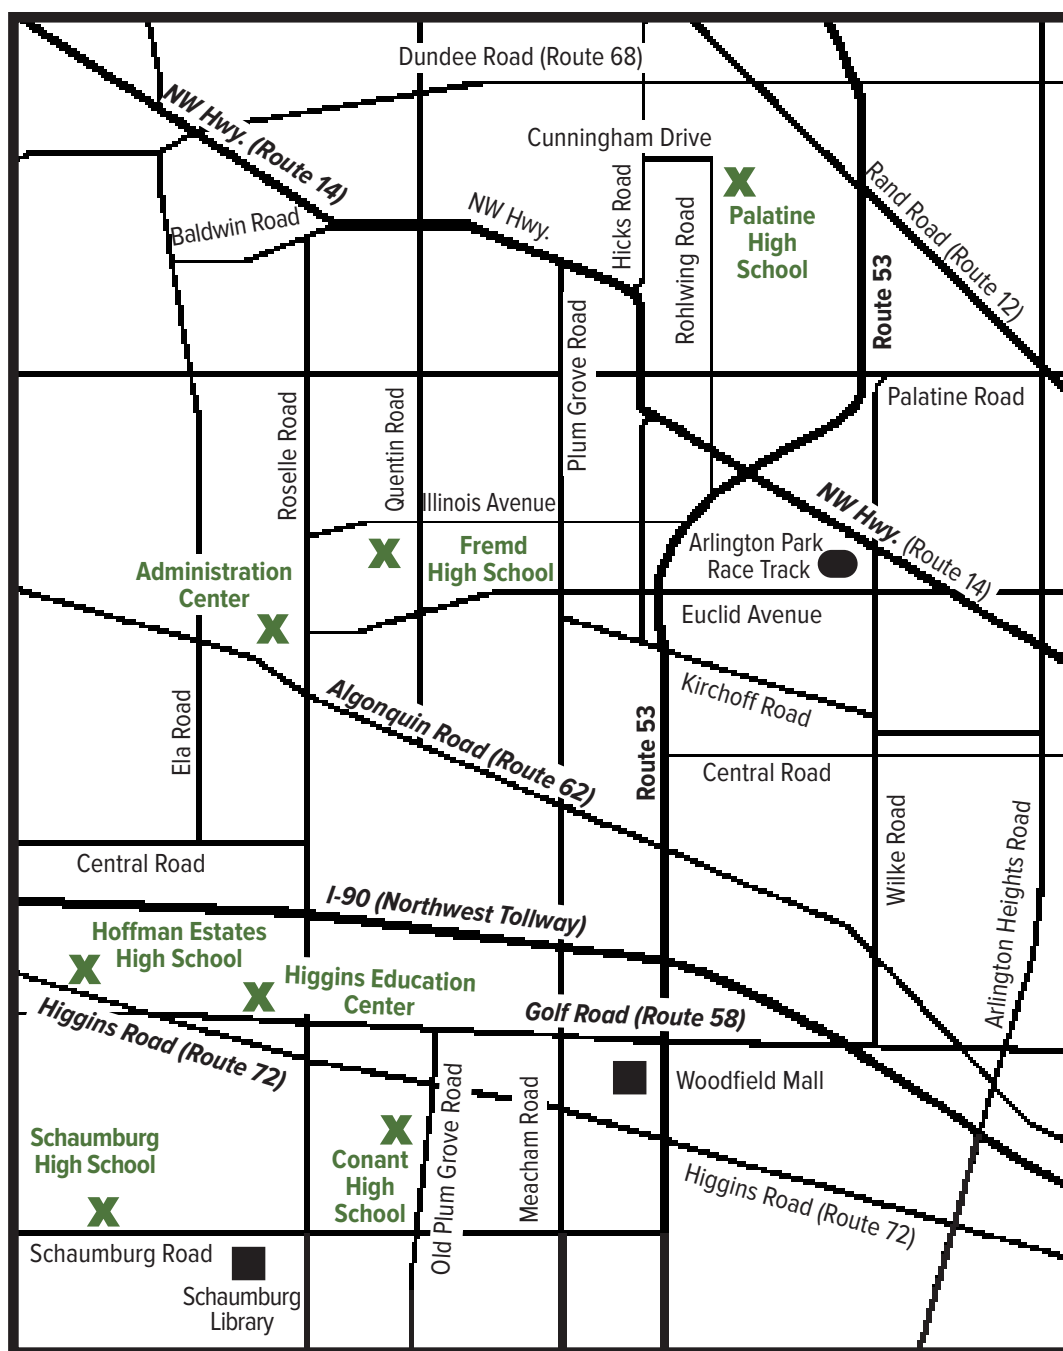 Dundee Road (Route 68)
NW Hwy. (Route 14)
Cunningham Drive
Baldwin Road
NW Hwy.
Hicks Road
Rohlwing Road
X
Palatine
High
School
Route 53
Rand Road (Route 12)
Plum Grove Road
Palatine Road
Roselle Road
Quentin Road
Illinois Avenue
X
Fremd
High School
NW Hwy. (Route 14)
Arlington Park
Race Track
Administration
Center
X
Euclid Avenue
Kirchoff Road
Ela Road
Algonquin Road (Route 62)
Route 53
Central Road
Wilke Road
Arlington Heights Road
Central Road
I-90 (Northwest Tollway)
Hoffman Estates
High School
X
Higgins Education
Center
X
Golf Road (Route 58)
Higgins Road (Route 72)
Woodfield Mall
Old Plum Grove Road
Meacham Road
X
Conant
High
School
Schaumburg
High School
X
Higgins Road (Route 72)
Schaumburg Road
Schaumburg
Library